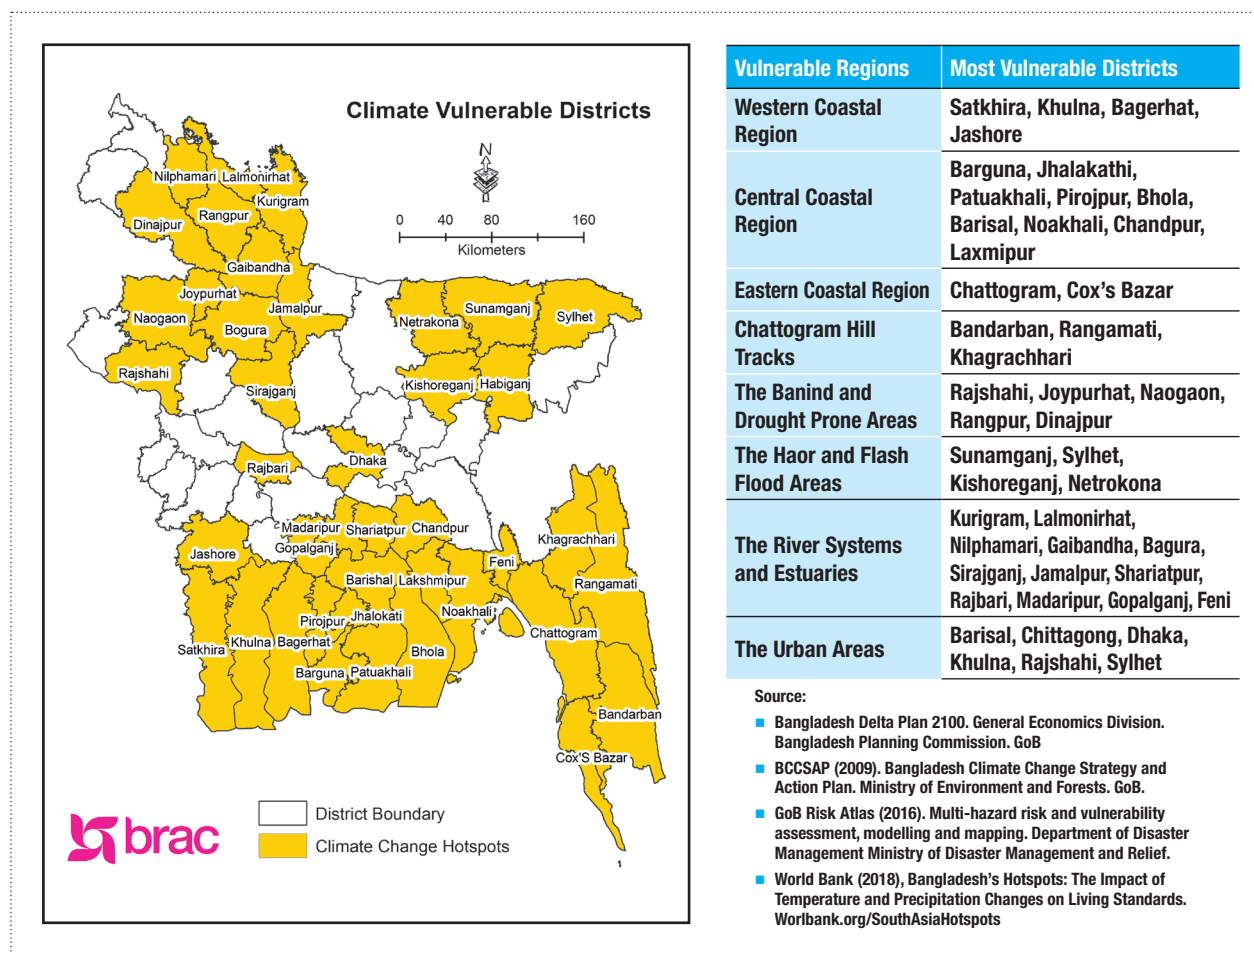 Climate Vulnerable Districts
N
0 40 80 160
Kilometers
Nilphamari Lalmonirhat
Kurigram
Rangpur
Dinajpur
Gaibandha
Joypurhat
Jamalpur
Naogaon
Bogura
Netrakona
Sunamganj
Sylhet
Rajshahi
Sirajganj
Kishoreganj Habiganj
Dhaka
Rajbari
Madaripur Shariatpur Chandpur
Gopalganj
Jashore
Khagrachhari
Feni
Rangamati
Barishal Lakshmipur
Noakhali
Pirojpur Jhalokati
Chattogram
Satkhira Khulna Bagerhat
Bhola
Barguna Patuakhali
Bandarban
Cox'S Bazar
brac
District Boundary
Climate Change Hotspots
1
Vulnerable Regions Most Vulnerable Districts
Western Coastal
Region
Satkhira, Khulna, Bagerhat,
Jashore
Central Coastal
Region
Barguna, Jhalakathi,
Patuakhali, Pirojpur, Bhola,
Barisal, Noakhali, Chandpur,
Laxmipur
Eastern Coastal Region Chattogram, Cox's Bazar
Chattogram Hill
Tracks
Bandarban, Rangamati,
Khagrachhari
The Banind and
Drought Prone Areas
Rajshahi, Joypurhat, Naogaon,
Rangpur, Dinajpur
The Haor and Flash
Flood Areas
Sunamganj, Sylhet,
Kishoreganj, Netrokona
The River Systems
and Estuaries
Kurigram, Lalmonirhat,
Nilphamari, Gaibandha, Bagura,
Sirajganj, Jamalpur, Shariatpur,
Rajbari, Madaripur, Gopalganj, Feni
The Urban Areas
Barisal, Chittagong, Dhaka,
Khulna, Rajshahi, Sylhet
Source:
Bangladesh Delta Plan 2100. General Economics Division.
Bangladesh Planning Commission. GoB
BCCSAP (2009). Bangladesh Climate Change Strategy and
Action Plan. Ministry of Environment and Forests. GoB.
GoB Risk Atlas (2016). Multi-hazard risk and vulnerability
assessment, modelling and mapping. Department of Disaster
Management Ministry of Disaster Management and Relief.
World Bank (2018), Bangladesh's Hotspots: The Impact of
Temperature and Precipitation Changes on Living Standards.
Worlbank.org/SouthAsiaHotspots